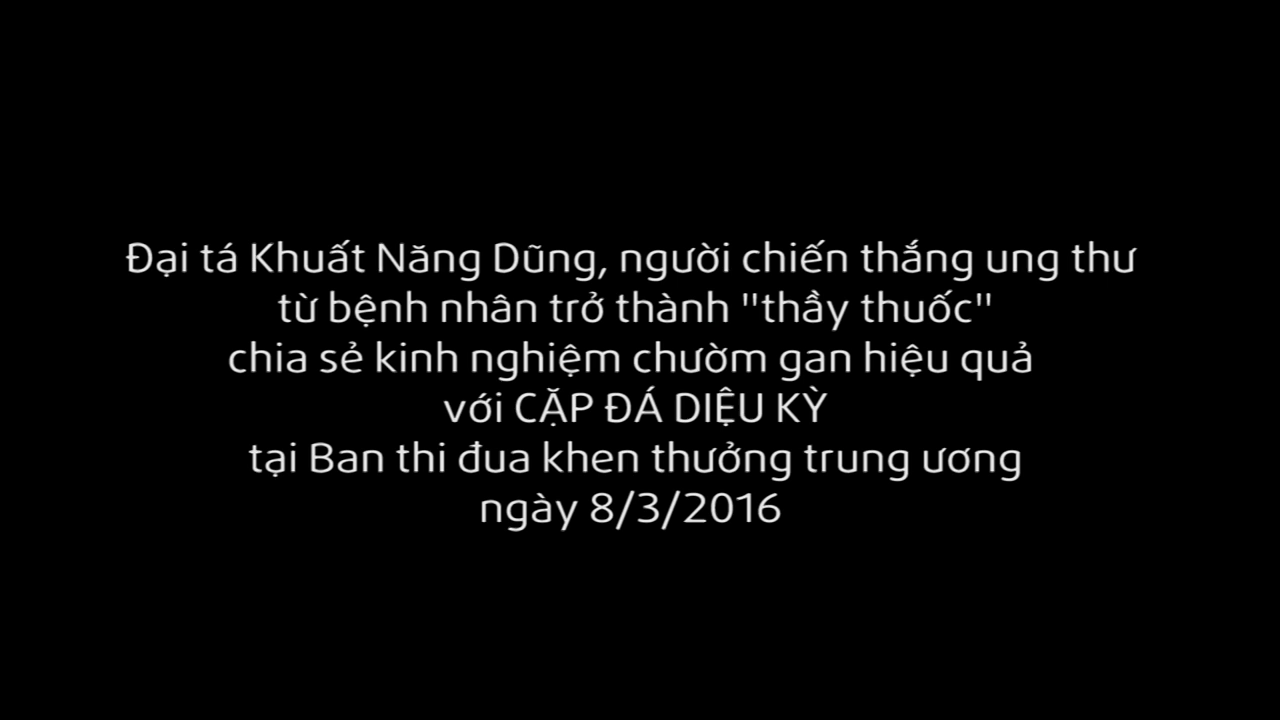 Đại tá Khuất Năng Dũng, người chiến thắng ung thư
từ bệnh nhân trở thành "thầy thuốc"
chia sẻ kinh nghiệm chườm gan hiệu quả
với CẶP ĐÁ DIỆU KỲ
tại Ban thi đua khen thưởng trung ương
ngày 8/3/2016